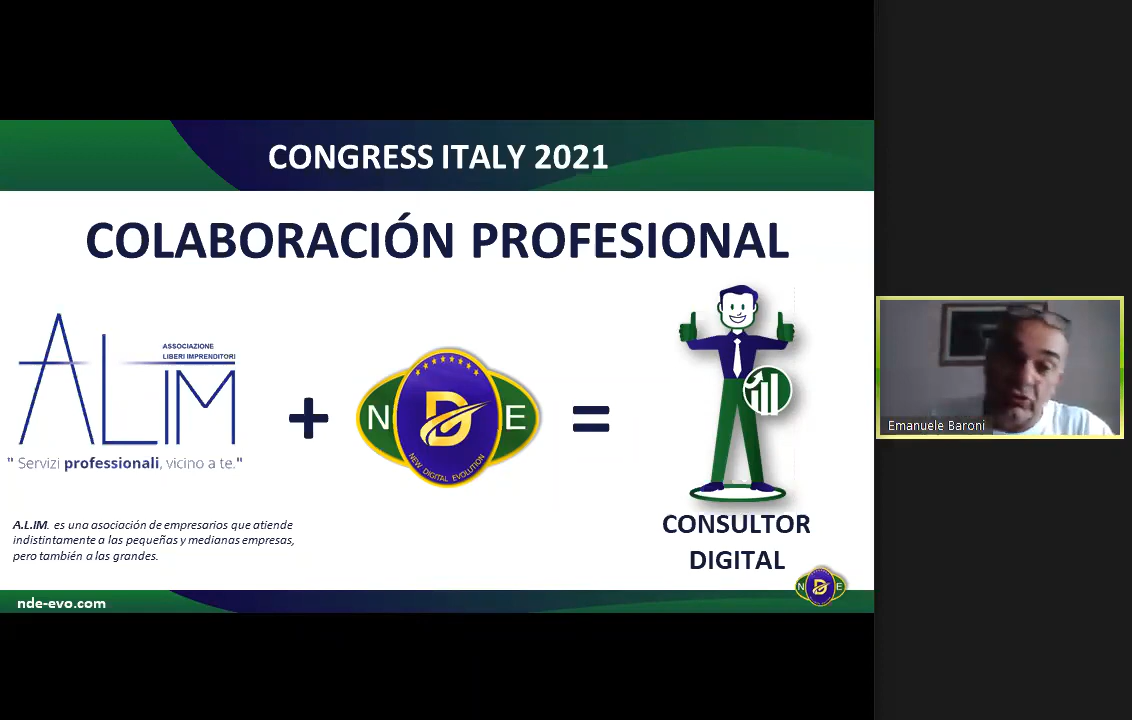 CONGRESS ITALY 2021
COLABORACIÓN PROFESIONAL
ALIM
ASSOCIAZIONE
LIBERI IMPRENDITORI
" Servizi professionali, vicino a te."
+
N D E
NEW DIGITAL EVOLUTION
=
A.L.IM. es una asociación de empresarios que atiende
indistintamente a las pequeñas y medianas empresas,
pero también a las grandes.
CONSULTOR
DIGITAL
N D E
nde-evo.com
Emanuele Baroni